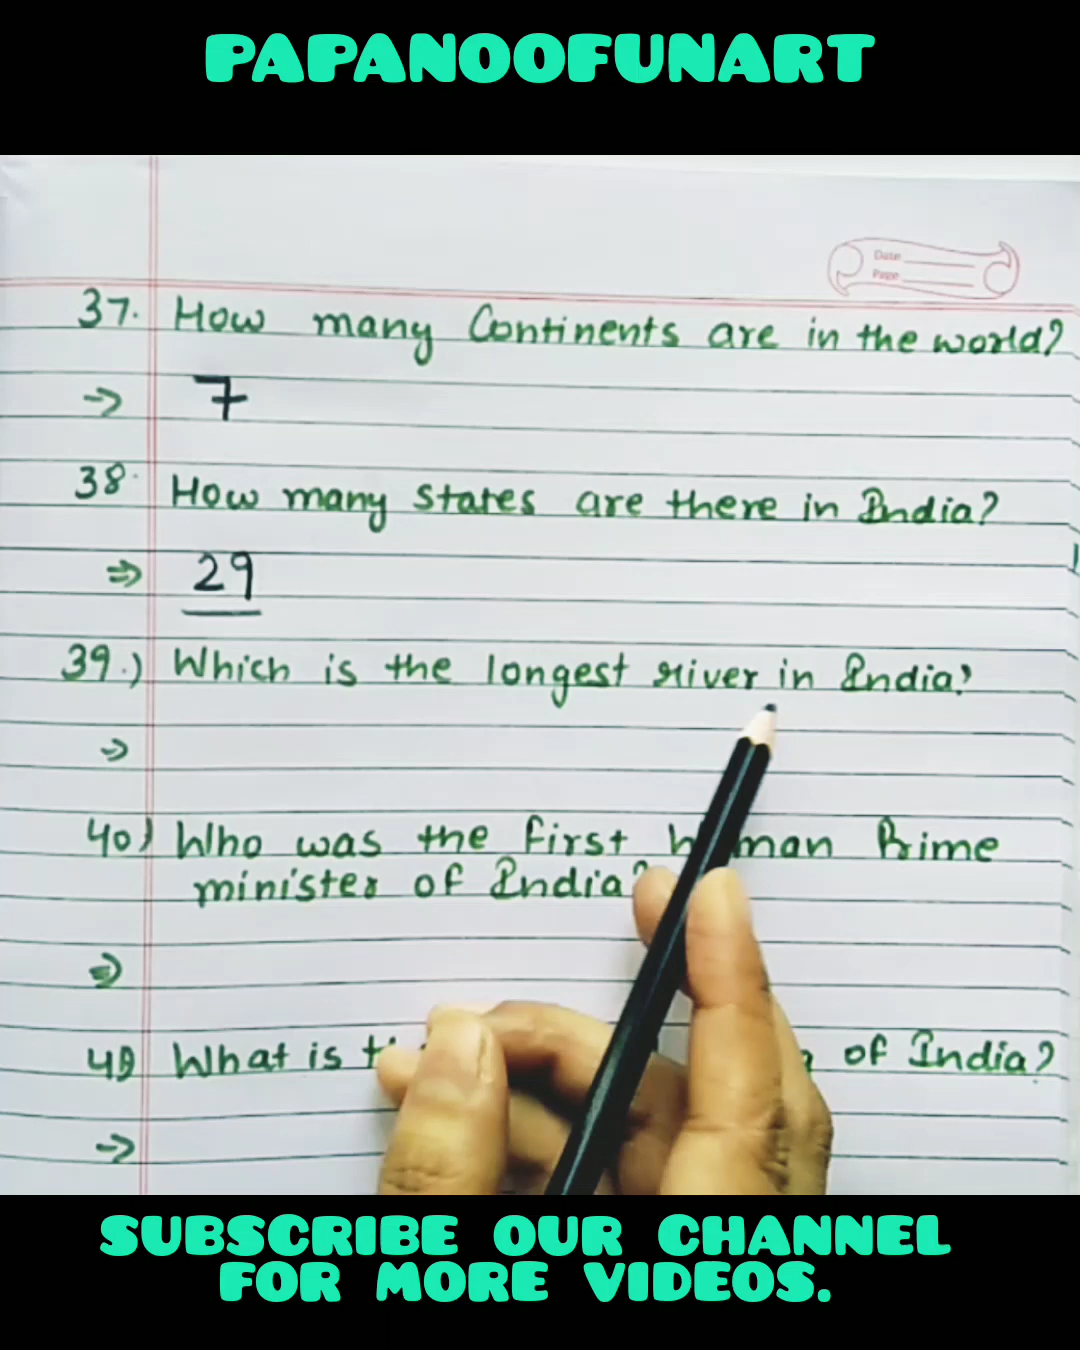 PAPANOOFUNART
Date
Page
37. How many Continents are in the world?
→ 7
38. How many states are there in India?
⇒ 29
39.) Which is the longest river in India?
→
40) Who was the first Prime
minister of India?
⇒
What is of India?
→
SUBSCRIBE OUR CHANNEL
FOR MORE VIDEOS.